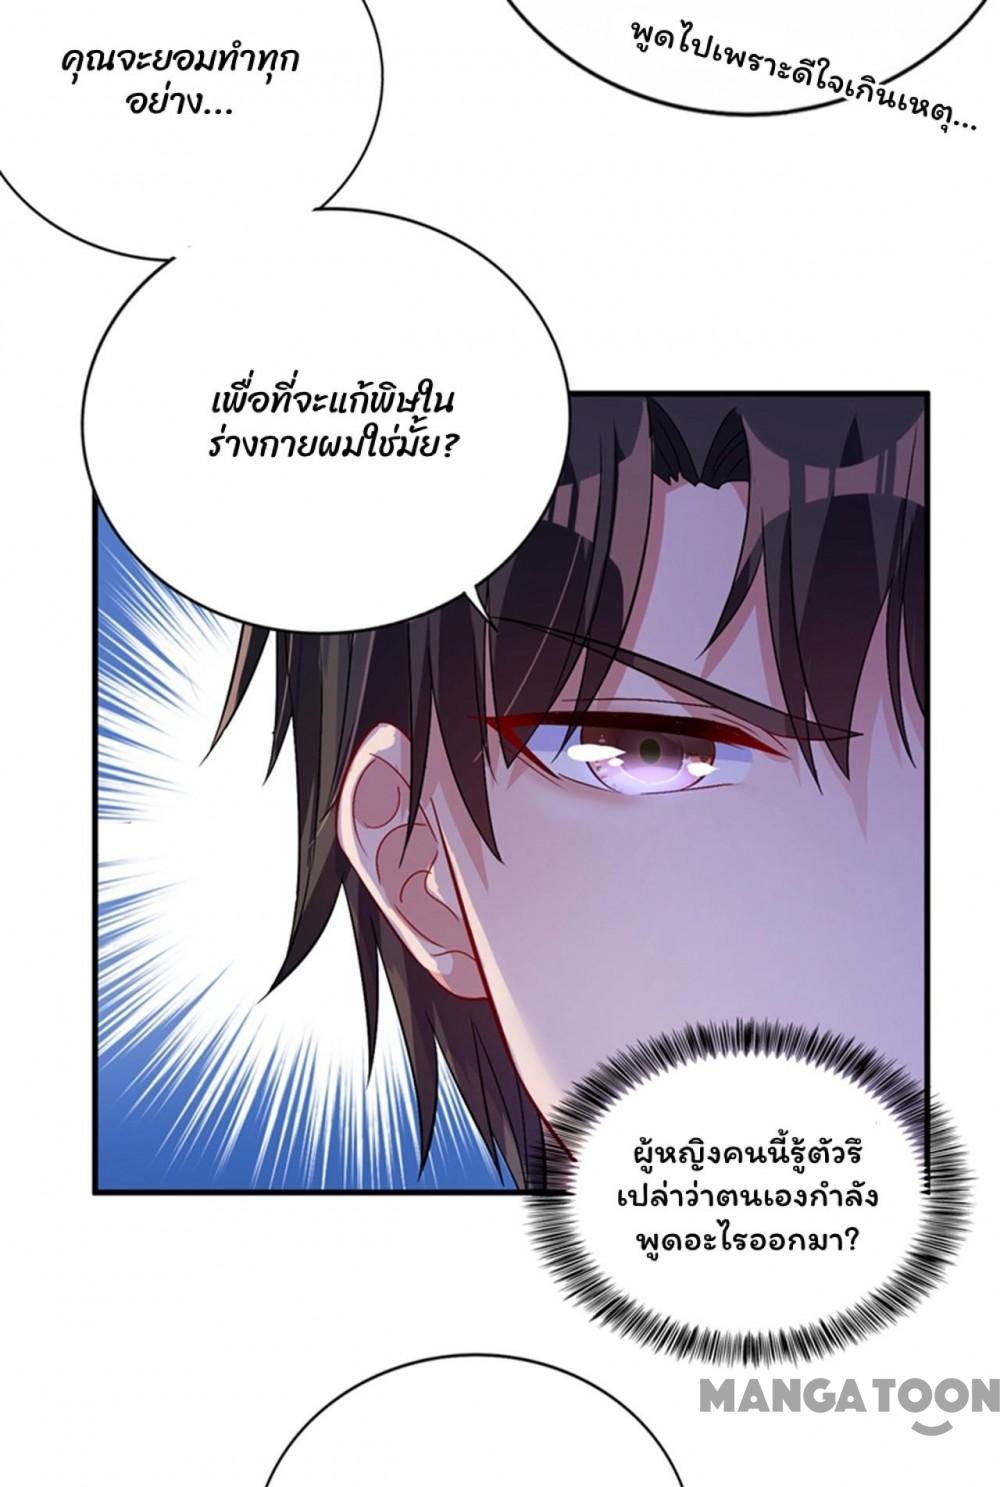 พูดไปเพราะดีใจเกินเหตุ...
คุณจะยอมทำทุก
อย่าง...
เพื่อที่จะแก้พิษใน
ร่างกายผมใช่มั้ย?
ผู้หญิงคนนี้รู้ตัวรึ
เปล่าว่าตนเองกำลัง
พูดอะไรออกมา?
MANGATOON